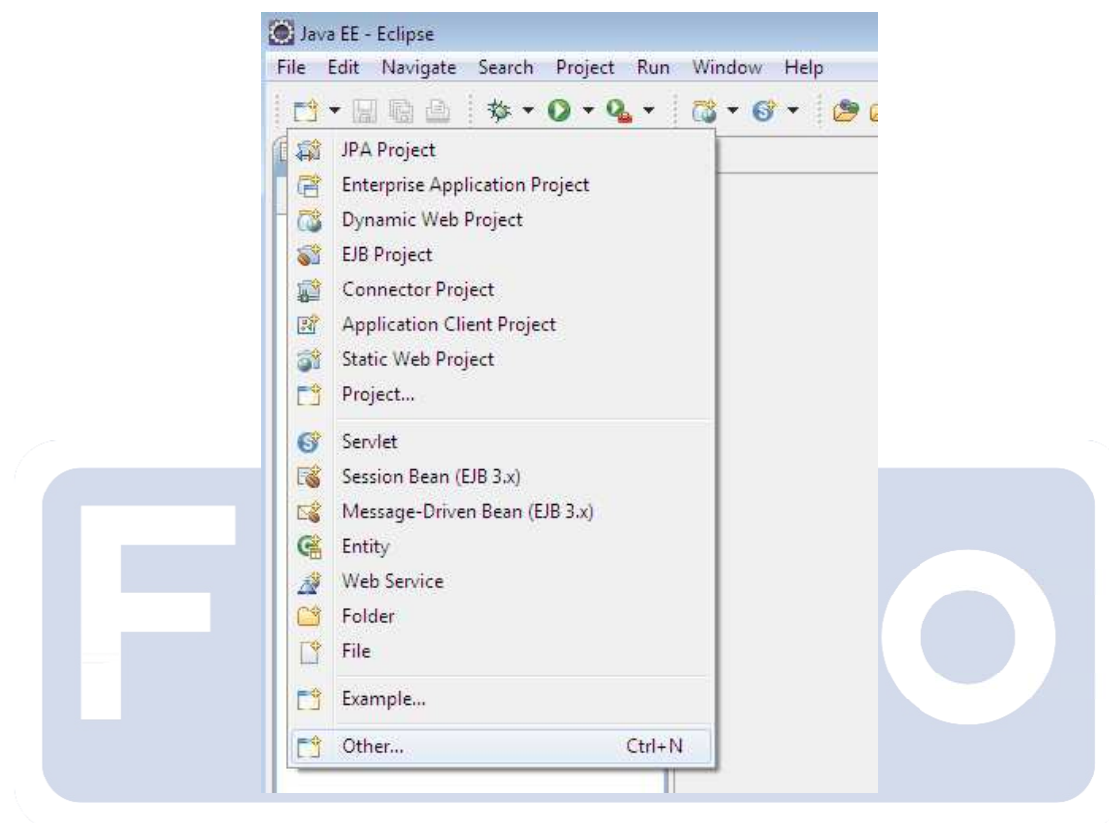 Java EE - Eclipse
File Edit Navigate Search Project Run Window Help
JPA Project
Enterprise Application Project
Dynamic Web Project
EJB Project
Connector Project
Application Client Project
Static Web Project
Project...
Servlet
Session Bean (EJB 3.x)
Message-Driven Bean (EJB 3.x)
Entity
Web Service
Folder
File
Example...
Other... Ctrl+N
F O